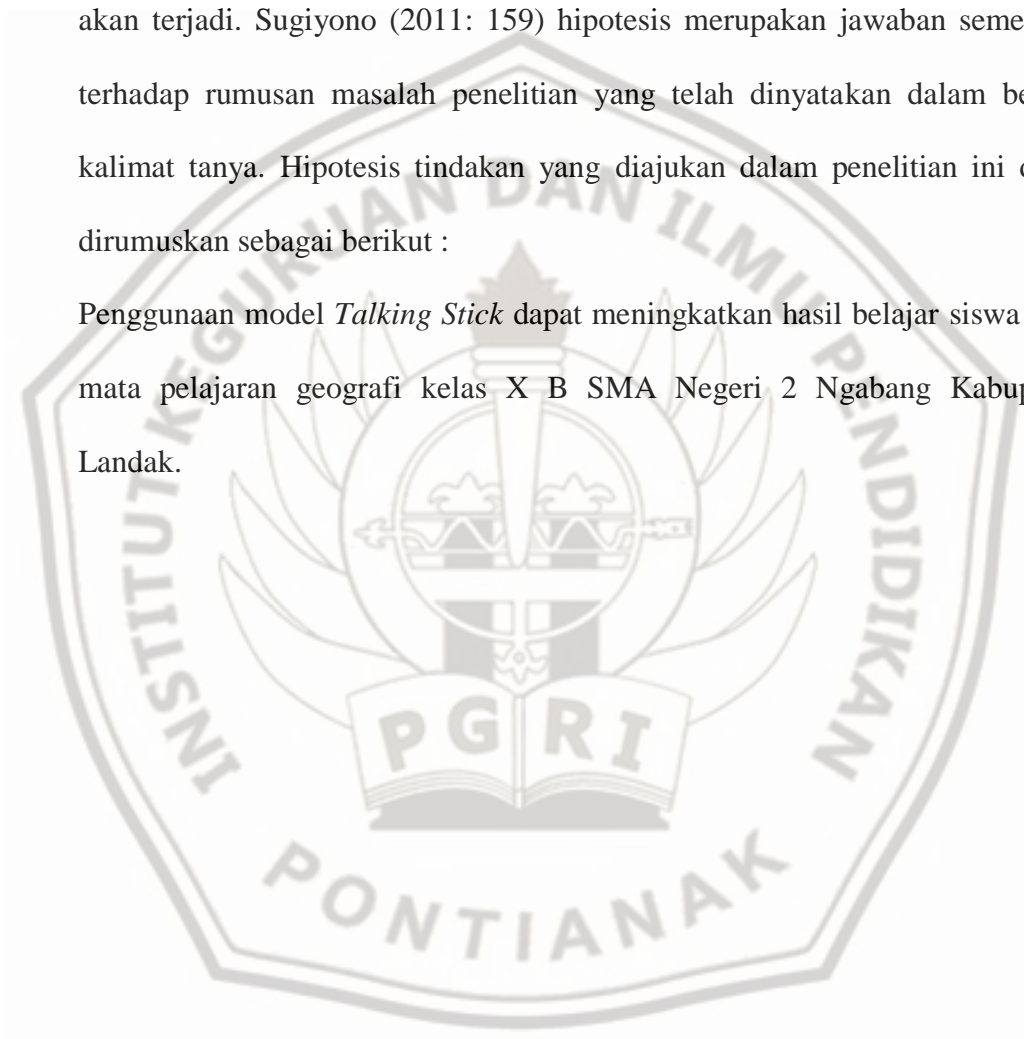 akan terjadi. Sugiyono (2011: 159) hipotesis merupakan jawaban seme
terhadap rumusan masalah penelitian yang telah dinyatakan dalam be
kalimat tanya. Hipotesis tindakan yang diajukan dalam penelitian ini d
dirumuskan sebagai berikut :
Penggunaan model Talking Stick dapat meningkatkan hasil belajar siswa
mata pelajaran geografi kelas X B SMA Negeri 2 Ngabang Kabup
Landak.
INSTITUT KEGURUAN DAN ILMU PENDIDIKAN
PGRI
PONTIANAK